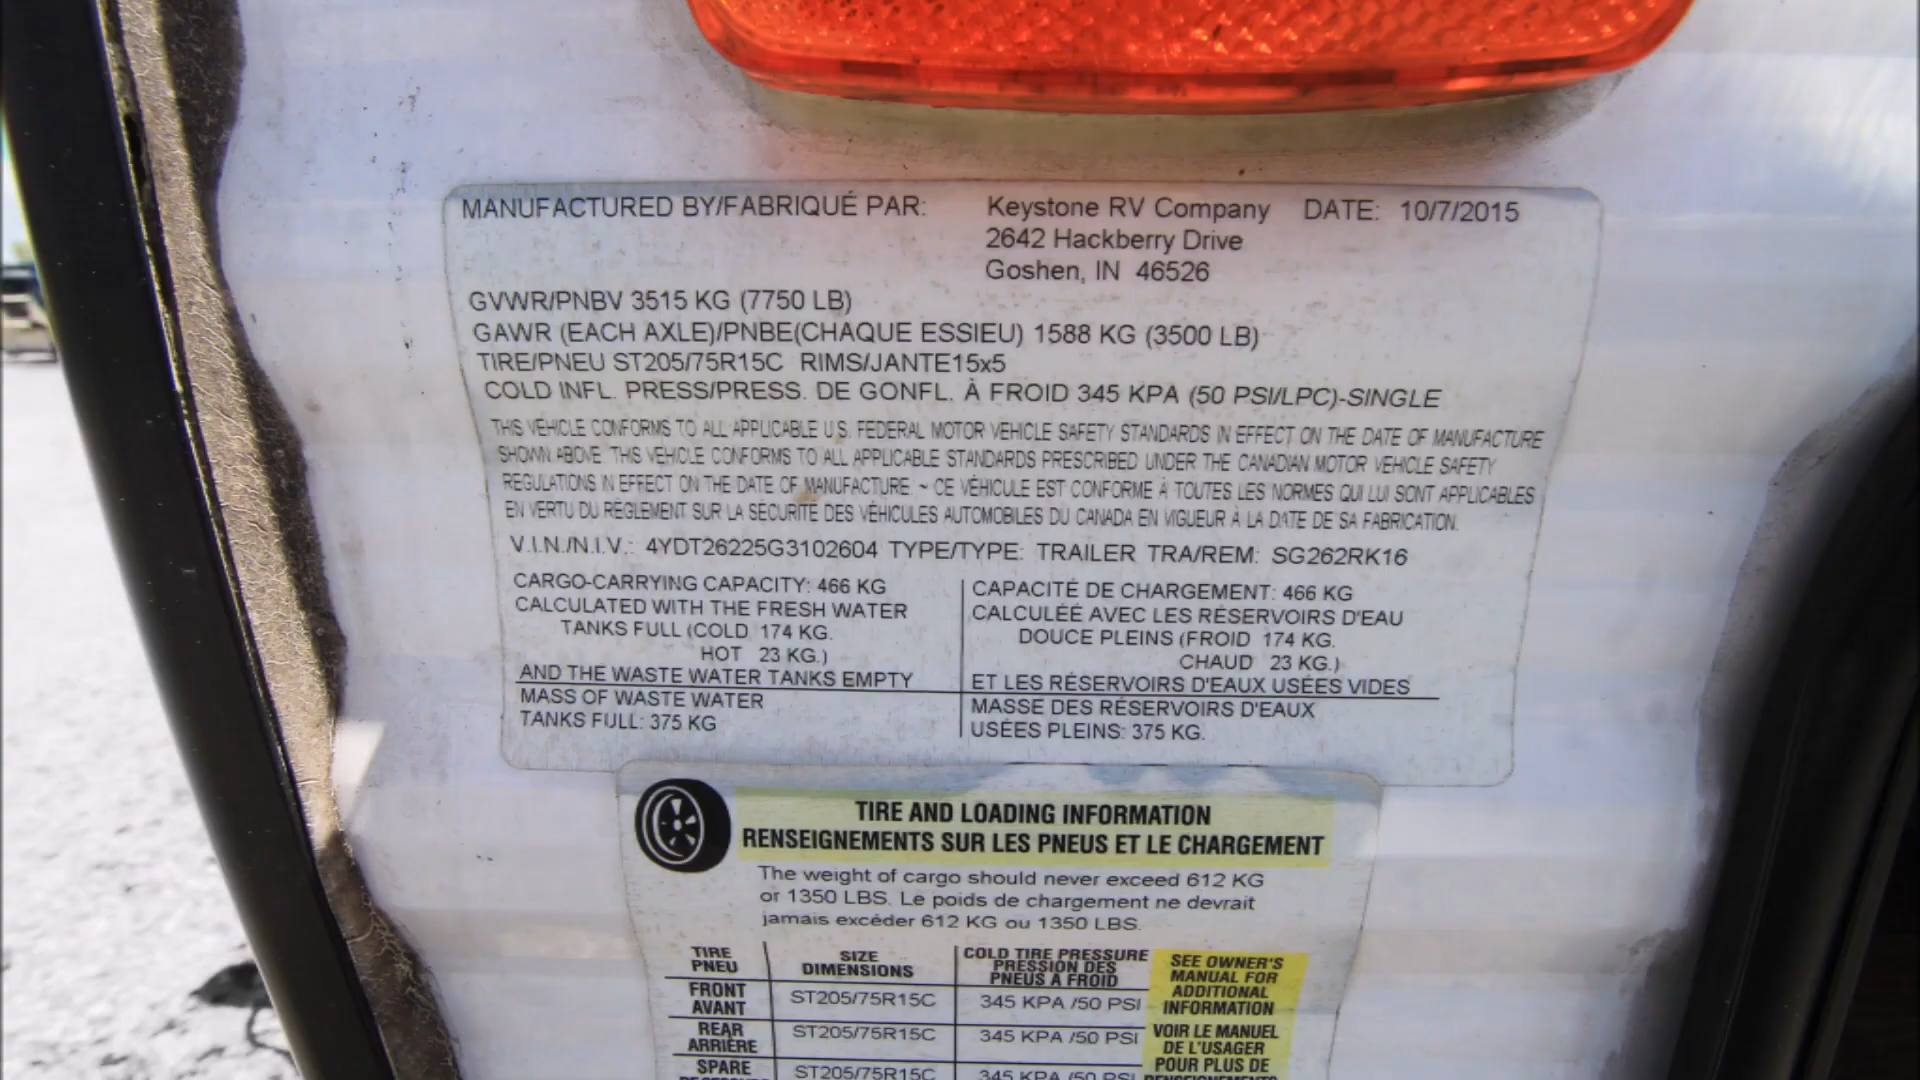 MANUFACTURED BY/FABRIQUÉ PAR: Keystone RV Company DATE: 10/7/2015
2642 Hackberry Drive
Goshen, IN 46526
GVWR/PNBV 3515 KG (7750 LB)
GAWR (EACH AXLE)/PNBE(CHAQUE ESSIEU) 1588 KG (3500 LB)
TIRE/PNEU ST205/75R15C RIMS/JANTE15x5
COLD INFL. PRESS/PRESS. DE GONFL. À FROID 345 KPA (50 PSI/LPC)-SINGLE
THIS VEHICLE CONFORMS TO ALL APPLICABLE U.S. FEDERAL MOTOR VEHICLE SAFETY STANDARDS IN EFFECT ON THE DATE OF MANUFACTURE
SHOWN ABOVE. THIS VEHICLE CONFORMS TO ALL APPLICABLE STANDARDS PRESCRIBED UNDER THE CANADIAN MOTOR VEHICLE SAFETY
REGULATIONS IN EFFECT ON THE DATE OF MANUFACTURE. ~ CE VÉHICULE EST CONFORME À TOUTES LES NORMES QUI LUI SONT APPLICABLES
EN VERTU DU RÈGLEMENT SUR LA SÉCURITÉ DES VÉHICULES AUTOMOBILES DU CANADA EN VIGUEUR À LA DATE DE SA FABRICATION.
V.I.N./N.I.V.: 4YDT26225G3102604 TYPE/TYPE: TRAILER TRA/REM: SG262RK16
CARGO-CARRYING CAPACITY: 466 KG
CALCULATED WITH THE FRESH WATER
TANKS FULL (COLD 174 KG.
HOT 23 KG.)
AND THE WASTE WATER TANKS EMPTY
MASS OF WASTE WATER
TANKS FULL: 375 KG
CAPACITÉ DE CHARGEMENT: 466 KG
CALCULÉE AVEC LES RÉSERVOIRS D'EAU
DOUCE PLEINS (FROID 174 KG.
CHAUD 23 KG.)
ET LES RÉSERVOIRS D'EAUX USÉES VIDES
MASSE DES RÉSERVOIRS D'EAUX
USÉES PLEINS: 375 KG.
TIRE AND LOADING INFORMATION
RENSEIGNEMENTS SUR LES PNEUS ET LE CHARGEMENT
The weight of cargo should never exceed 612 KG
or 1350 LBS. Le poids de chargement ne devrait
jamais excéder 612 KG ou 1350 LBS.
TIRE
PNEU
SIZE
DIMENSIONS
COLD TIRE PRESSURE
PRESSION DES
PNEUS A FROID
FRONT
AVANT
ST205/75R15C
345 KPA /50 PSI
REAR
ARRIÈRE
ST205/75R15C
345 KPA /50 PSI
SPARE
ST205/75R15C
345 KPA /50 PSI
SEE OWNER'S
MANUAL FOR
ADDITIONAL
INFORMATION
VOIR LE MANUEL
DE L'USAGER
POUR PLUS DE